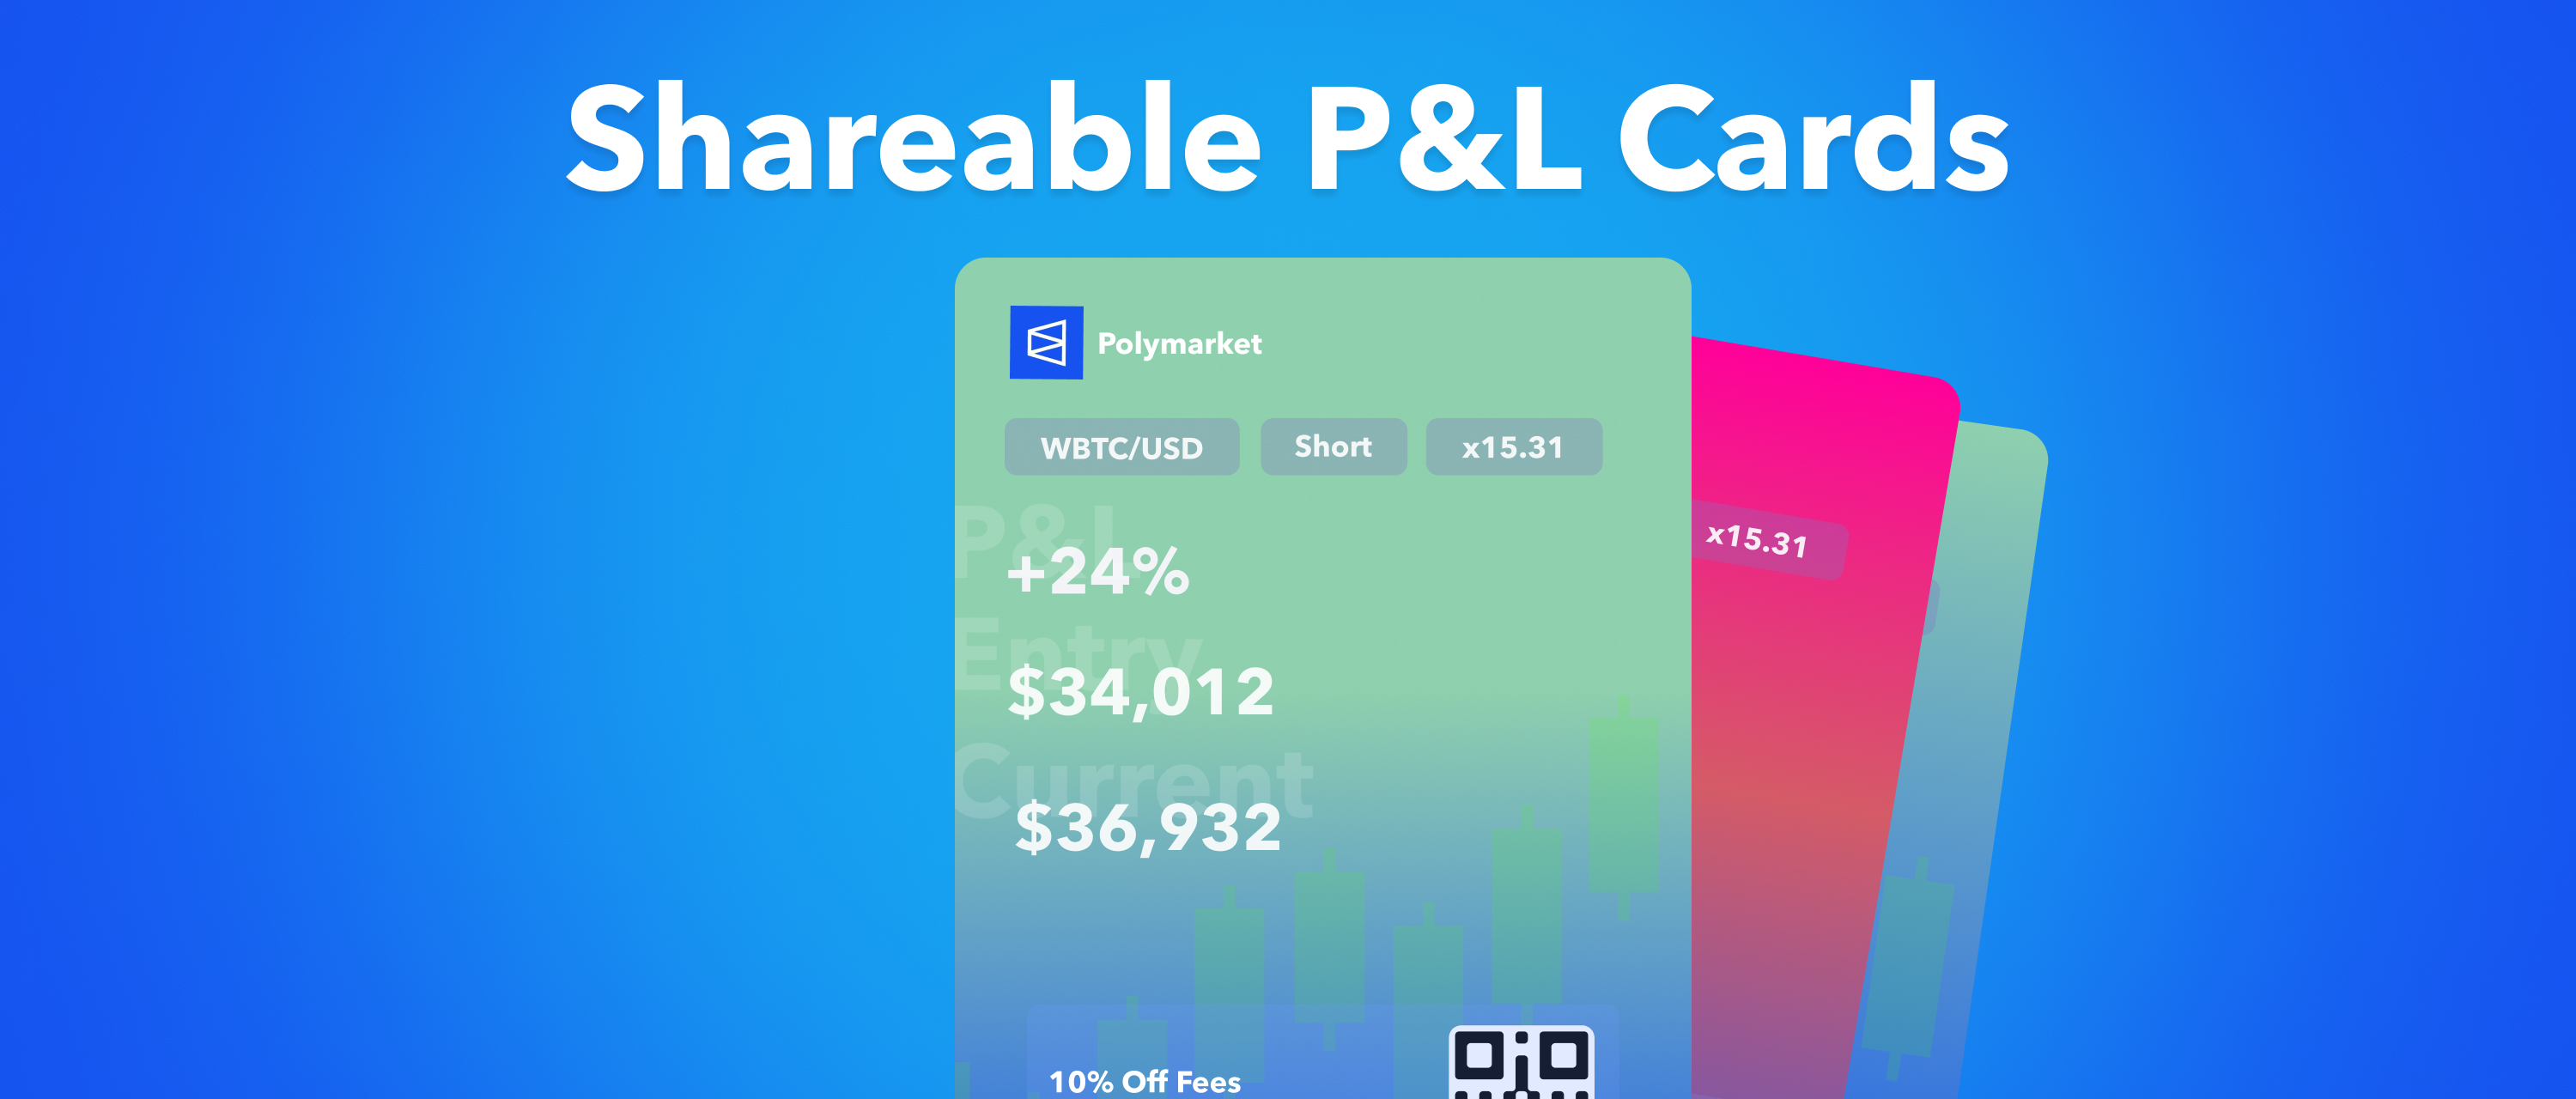 Shareable P&L Cards
Polymarket
WBTC/USD Short x15.31
x15.31
P&L
+24%
Entry
$34,012
Current
$36,932
10% Off Fees